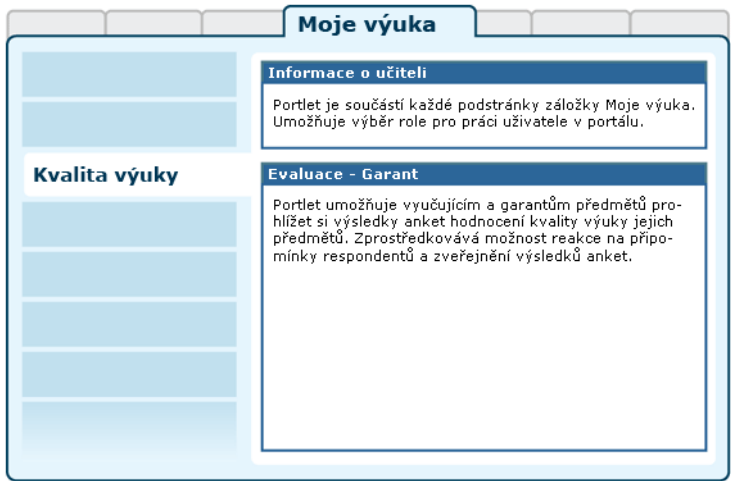 Moje výuka
Informace o učiteli
Portlet je součástí každé podstránky záložky Moje výuka.
Umožňuje výběr role pro práci uživatele v portálu.
Kvalita výuky
Evaluace - Garant
Portlet umožňuje vyučujícím a garantům předmětů pro-
hlížet si výsledky anket hodnocení kvality výuky jejich
předmětů. Zprostředkovává možnost reakce na připo-
mínky respondentů a zveřejnění výsledků anket.